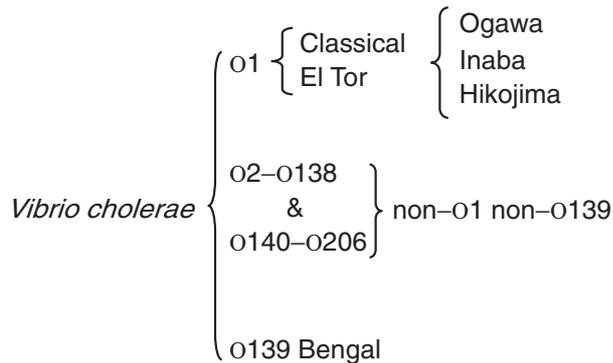 O1
Classical
El Tor
Ogawa
Inaba
Hikojima
Vibrio cholerae
O2–O138
&
O140–O206
non–O1 non–O139
O139 Bengal